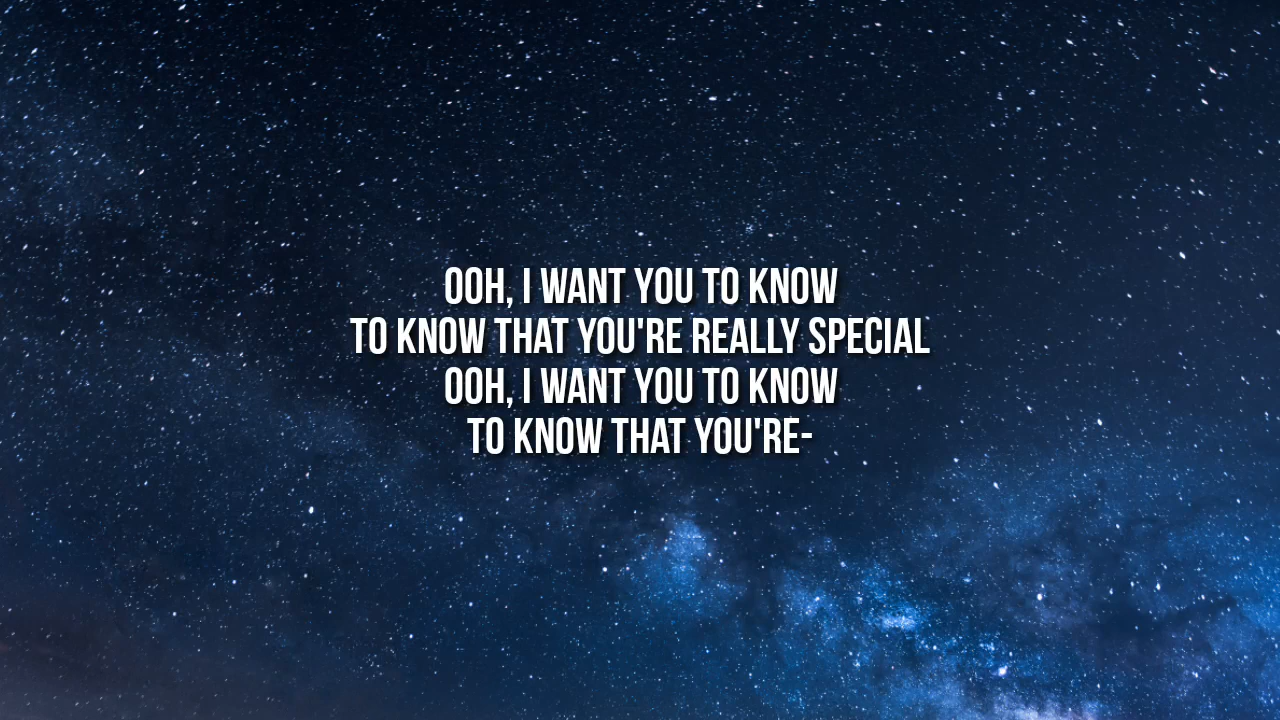 OOH, I WANT YOU TO KNOW
TO KNOW THAT YOU'RE REALLY SPECIAL
OOH, I WANT YOU TO KNOW
TO KNOW THAT YOU'RE-